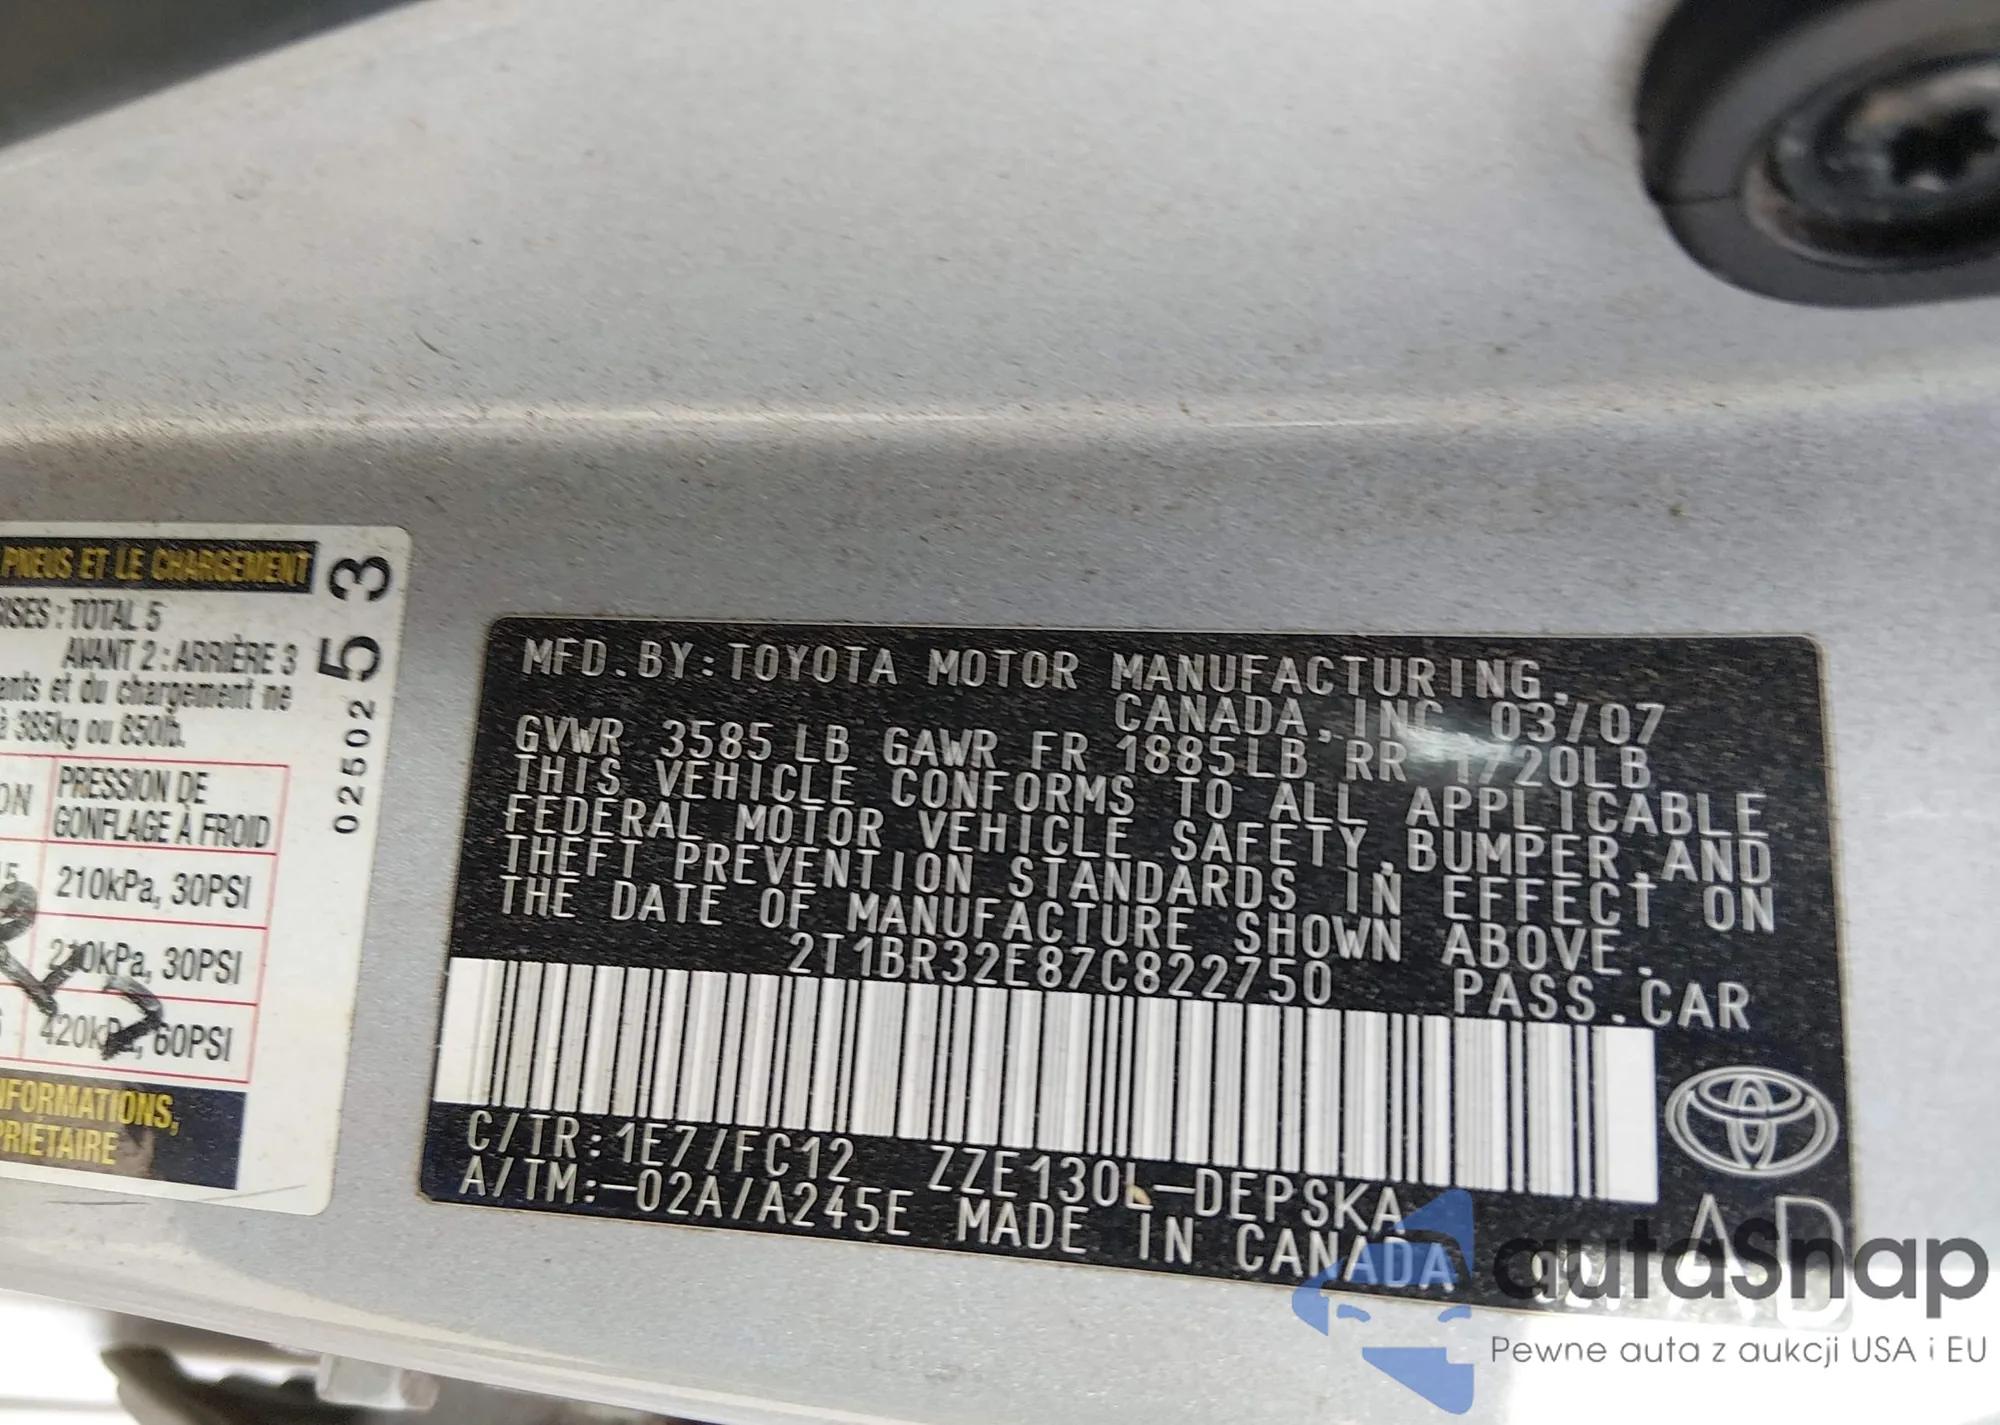 PNEUS ET LE CHARGEMENT
TOTAL 5
AVANT 2 : ARRIÈRE 3
et du chargement ne
385kg ou 850lb.
PRESSION DE
GONFLAGE À FROID
210kPa, 30PSI
210kPa, 30PSI
420kPa, 60PSI
02502 53
MFD. BY: TOYOTA MOTOR MANUFACTURING,
CANADA, INC. 03/07
GVWR 3585 LB GAWR FR 1885LB RR 1720LB
THIS VEHICLE CONFORMS TO ALL APPLICABLE
FEDERAL MOTOR VEHICLE SAFETY, BUMPER, AND
THEFT PREVENTION STANDARDS IN EFFECT ON
THE DATE OF MANUFACTURE SHOWN ABOVE.
2T1BR32E87C822750 PASS. CAR
C/TR: 1E7/FC12 ZZE130L-DEPSKA
A/TM:-02A/A245E MADE IN CANADA
autaSnap
Pewne auta z aukcji USA i EU